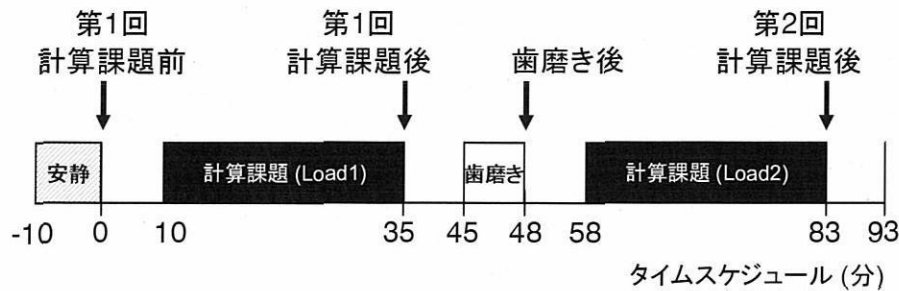 第1回 第1回 第2回
計算課題前 計算課題後 歯磨き後 計算課題後
安静 計算課題 (Load1) 歯磨き 計算課題 (Load2)
-10 0 10 35 45 48 58 83 93
タイムスケジュール (分)